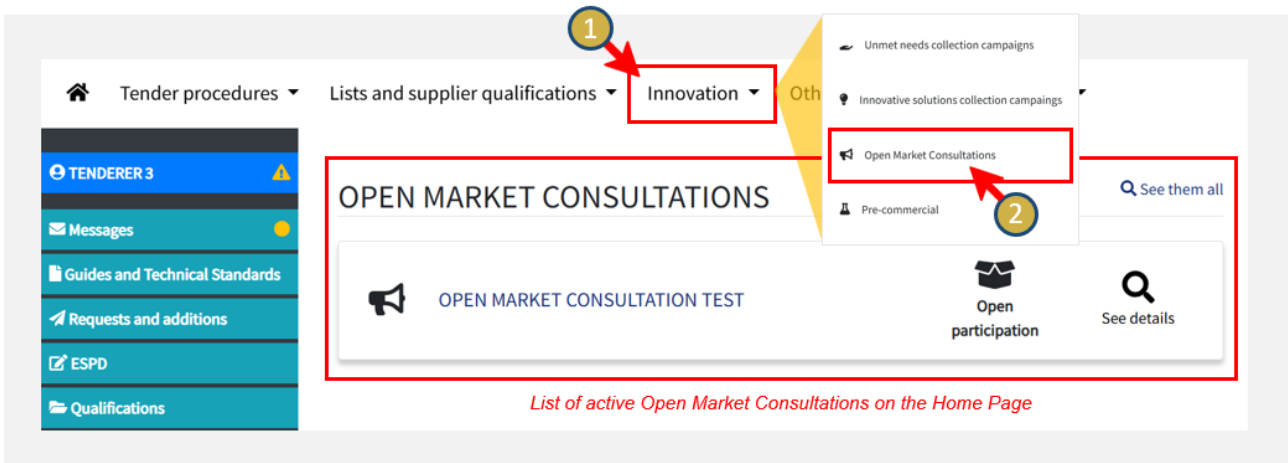 1
Unmet needs collection campaigns
Tender procedures
Lists and supplier qualifications
Innovation
Oth
Innovative solutions collection campaings
TENDERER 3
Open Market Consultations
OPEN MARKET CONSULTATIONS
See them all
Pre-commercial
2
Messages
Guides and Technical Standards
OPEN MARKET CONSULTATION TEST
Open
participation
See details
Requests and additions
ESPD
Qualifications
List of active Open Market Consultations on the Home Page